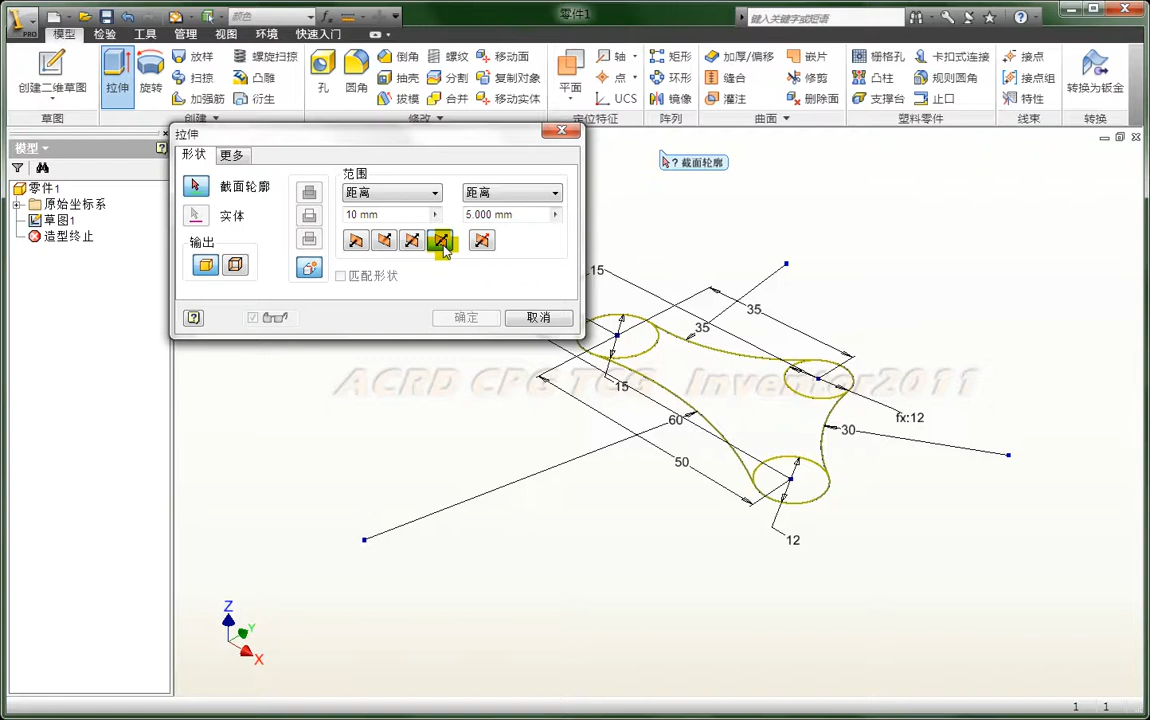 颜色
fx
零件1
键入关键字或短语
模型 检验 工具 管理 视图 环境 快速入门
创建二维草图
草图
拉伸 旋转
放样 螺旋扫掠
扫掠 凸雕
加强筋 衍生
创建
孔 圆角
倒角 螺纹 移动面
抽壳 分割 复制对象
拔模 合并 移动实体
修改
平面
轴
点
UCS
定位特征
矩形
环形
镜像
阵列
加厚/偏移 嵌片
缝合 修剪
灌注 删除面
曲面
栅格孔 卡扣式连接
凸柱 规则圆角
支撑台 止口
塑料零件
接点
接点组
特性
线束
转换为钣金
转换
模型
零件1
原始坐标系
草图1
造型终止
拉伸
形状 更多
截面轮廓
实体
输出
范围
距离 距离
10 mm 5.000 mm
匹配形状
确定 取消
? 截面轮廓
15
35
35
15
fx:12
60
30
50
12
ACRD CPG TCG Inventor2011
Z
Y
X
1 1